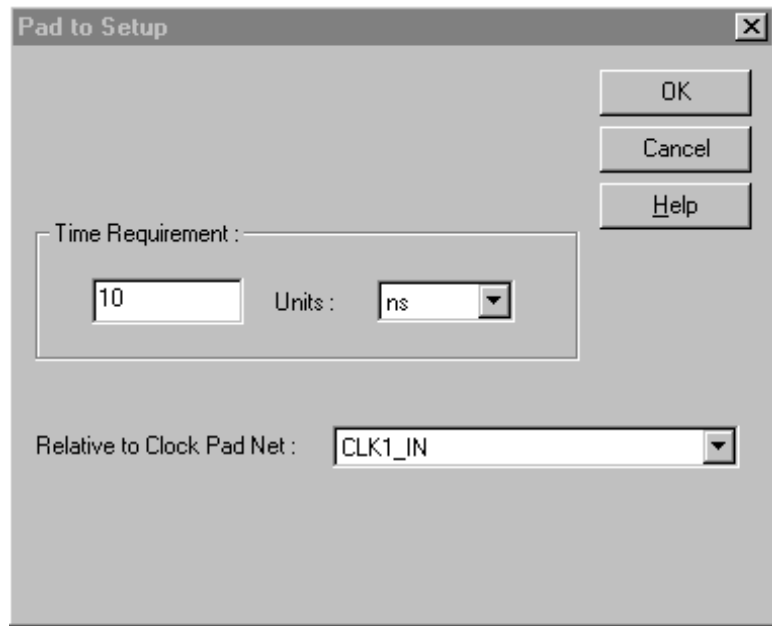 Pad to Setup
OK
Cancel
Help
Time Requirement :
10 Units : ns
Relative to Clock Pad Net : CLK1_IN